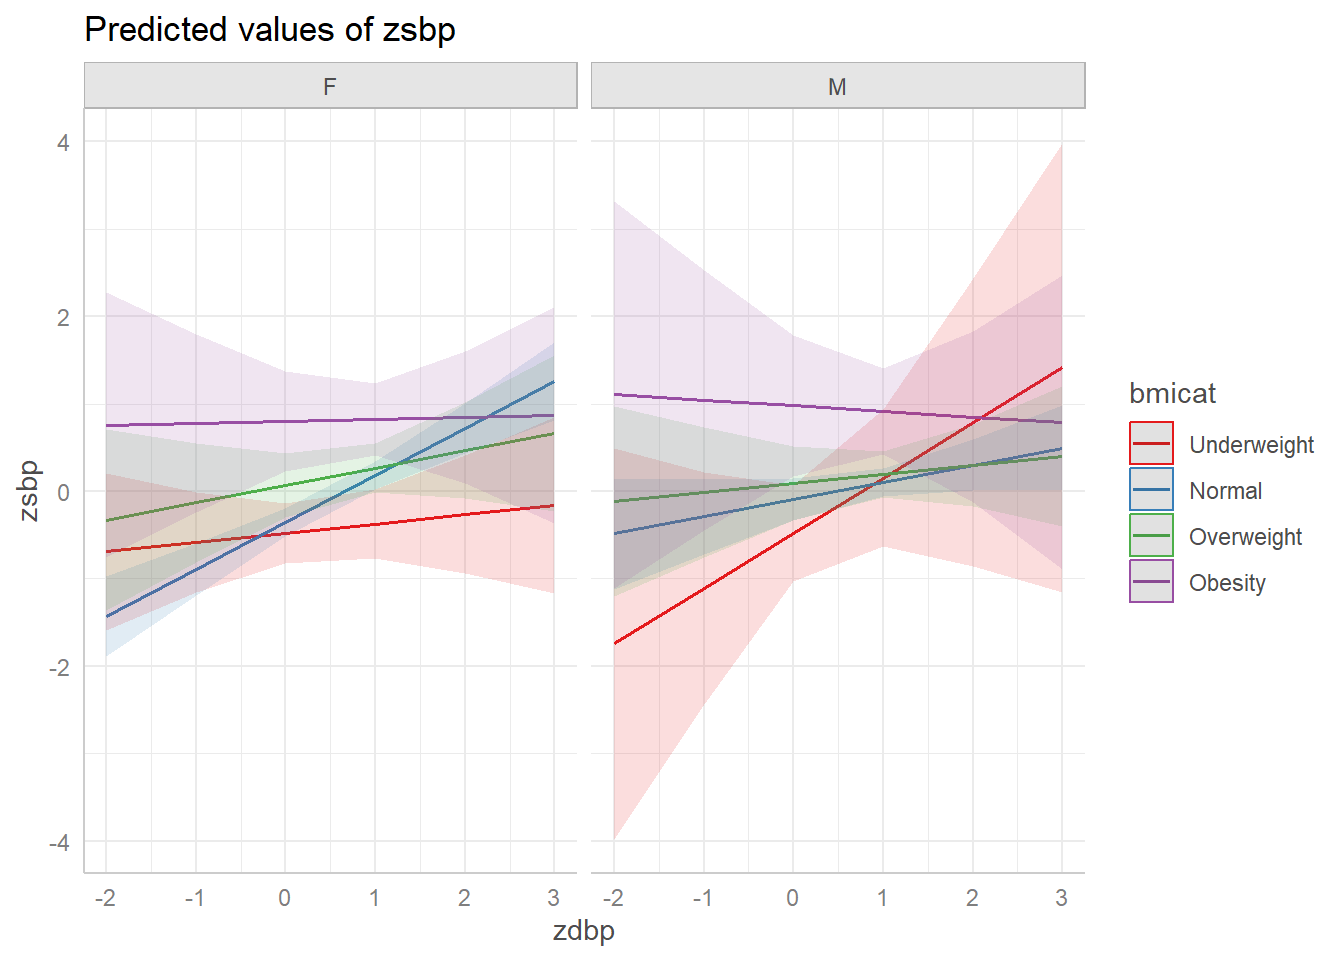 Predicted values of zsbp
F
M
4
2
0
-2
-4
zsbp
-2 -1 0 1 2 3
-2 -1 0 1 2 3
zdbp
bmicat
Underweight
Normal
Overweight
Obesity